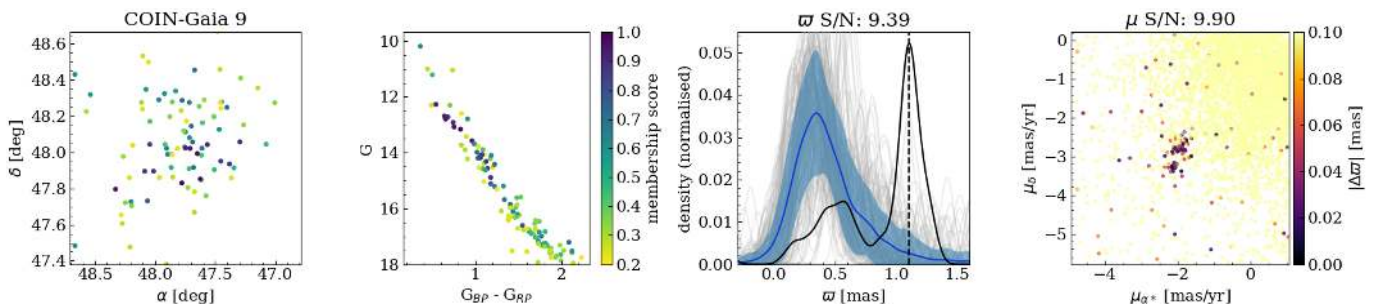 COIN-Gaia 9
48.6
48.4
48.2
48.0
47.8
47.6
47.4
δ [deg]
48.5 48.0 47.5 47.0
α [deg]
10
12
14
16
18
G
1 2
G_BP - G_RP
1.0
0.9
0.8
0.7
0.6
0.5
0.4
0.3
0.2
membership score
ϖ S/N: 9.39
0.05
0.04
0.03
0.02
0.01
0.00
density (normalised)
0.0 0.5 1.0 1.5
ϖ [mas]
μ S/N: 9.90
0
−1
−2
−3
−4
−5
μ_δ [mas/yr]
−4 −2 0
μ_α* [mas/yr]
0.10
0.08
0.06
0.04
0.02
0.00
|Δϖ| [mas]